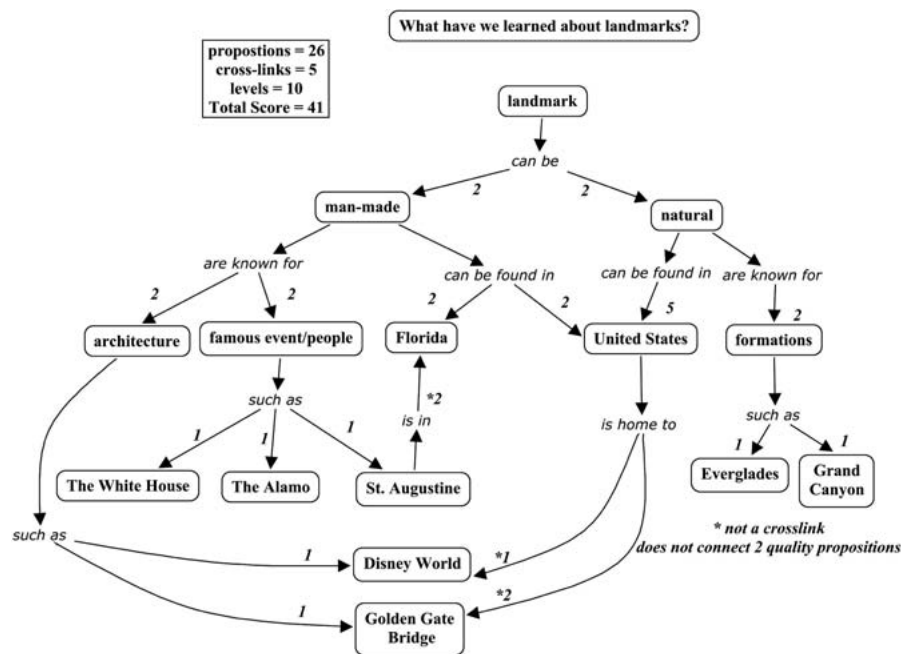 What have we learned about landmarks?
propostions = 26
cross-links = 5
levels = 10
Total Score = 41
landmark
can be
2
2
man-made
natural
are known for
can be found in
can be found in
are known for
2
2
2
2
5
2
architecture
famous event/people
Florida
United States
formations
*2
such as
is in
is home to
such as
1
1
1
1
1
The White House
The Alamo
St. Augustine
Everglades
Grand
Canyon
* not a crosslink
does not connect 2 quality propositions
such as
1
*1
Disney World
*2
1
Golden Gate
Bridge